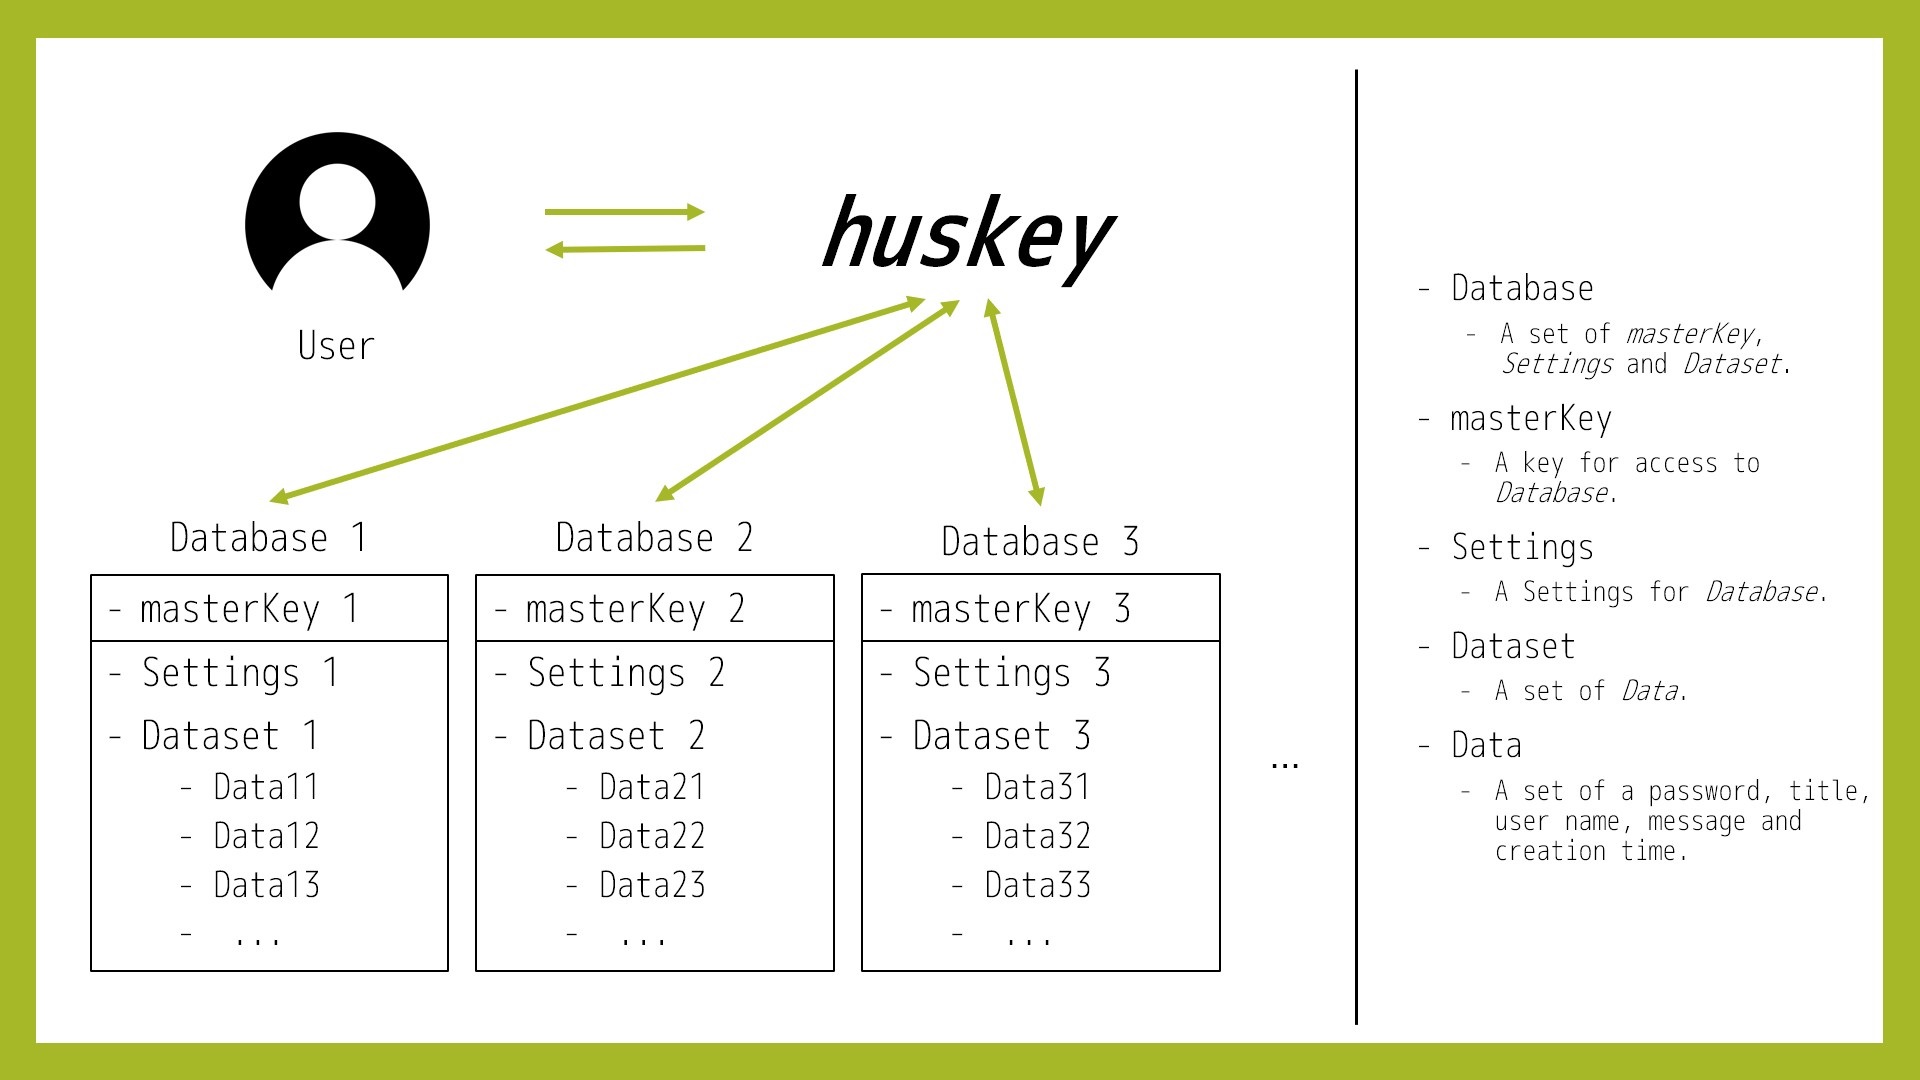 huskey
User
Database 1
- masterKey 1
- Settings 1
- Dataset 1
- Data11
- Data12
- Data13
- ...
Database 2
- masterKey 2
- Settings 2
- Dataset 2
- Data21
- Data22
- Data23
- ...
Database 3
- masterKey 3
- Settings 3
- Dataset 3
- Data31
- Data32
- Data33
- ...
...
- Database
- A set of masterKey,
Settings and Dataset.
- masterKey
- A key for access to
Database.
- Settings
- A Settings for Database.
- Dataset
- A set of Data.
- Data
- A set of a password, title,
user name, message and
creation time.